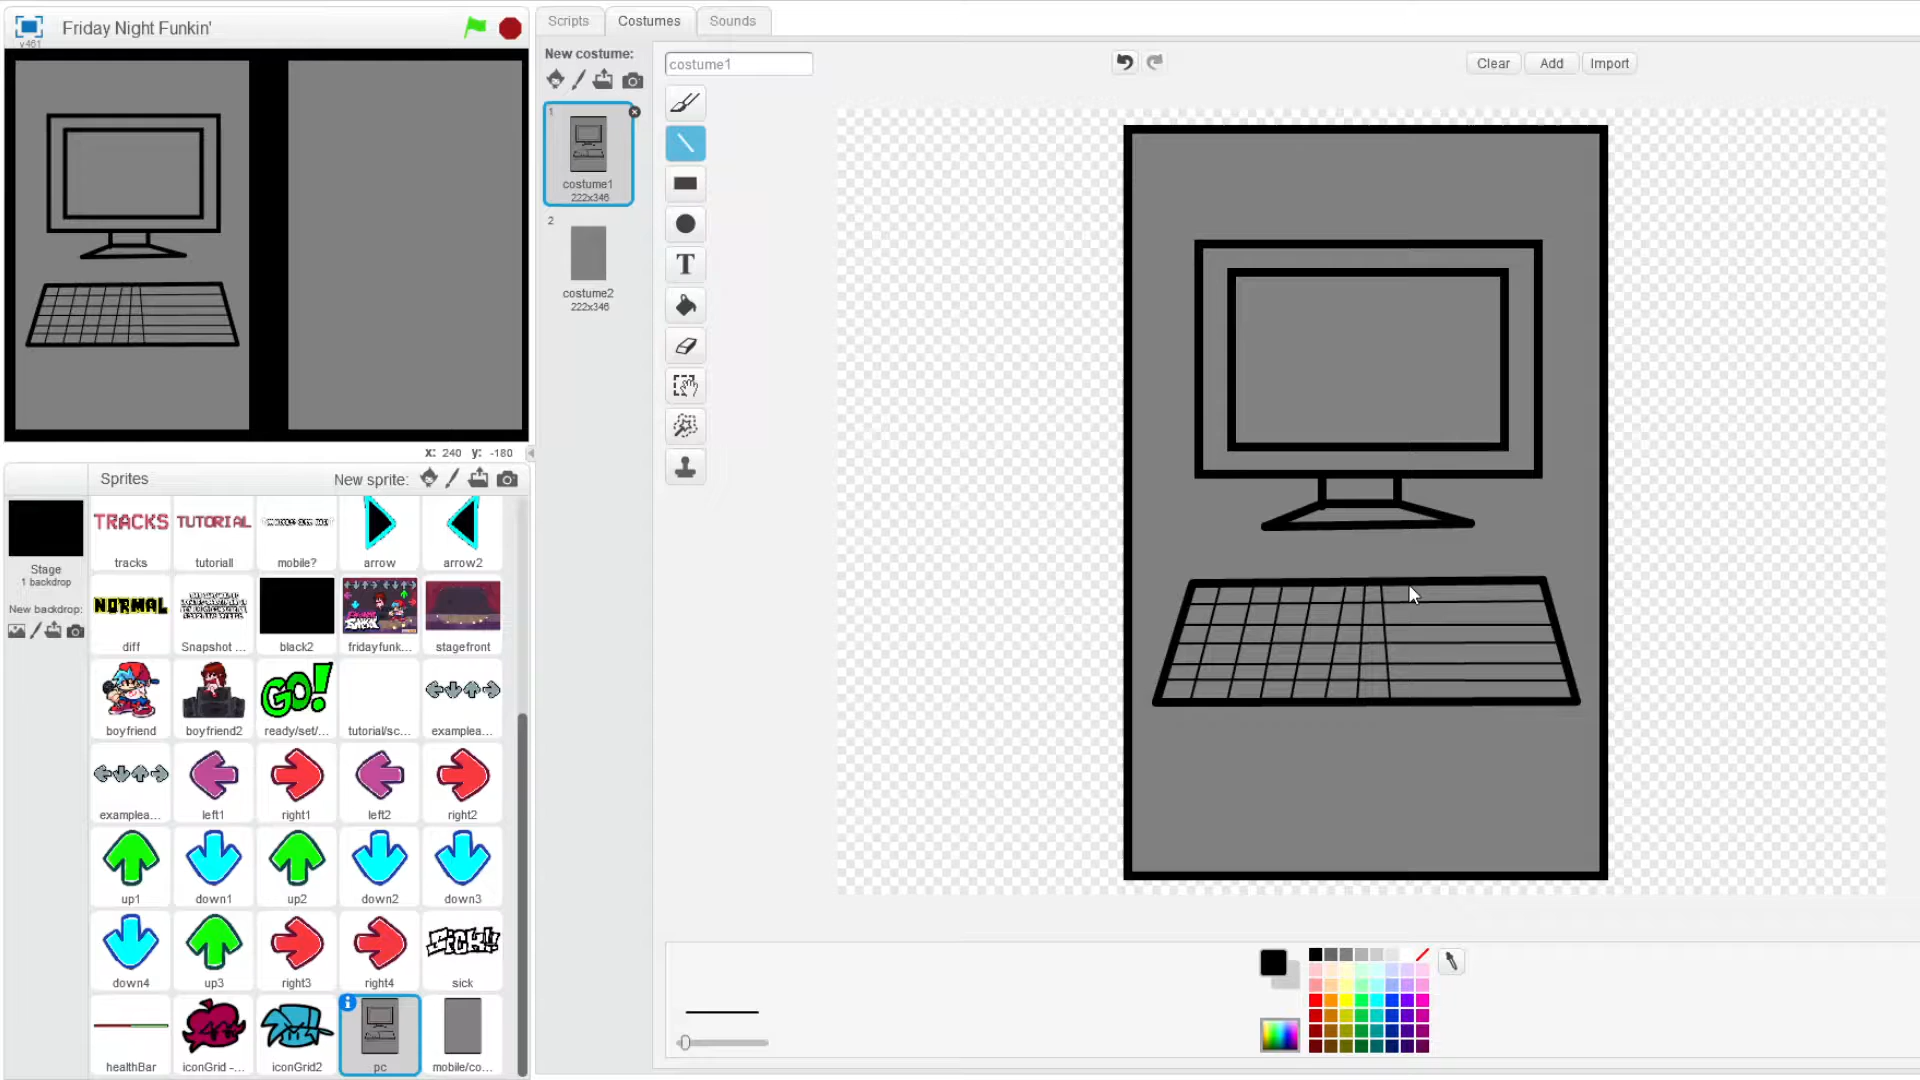 Friday Night Funkin'
v461
Scripts
Costumes
Sounds
New costume:
costume1
Clear
Add
Import
1
costume1
222x346
2
costume2
222x346
T
x: 240 y: -180
Sprites
New sprite:
Stage
1 backdrop
New backdrop:
TRACKS
TUTORIAL
tracks
tutoriall
mobile?
arrow
arrow2
NORMAL
diff
Snapshot ...
black2
fridayfunk...
stagefront
GO!
boyfriend
boyfriend2
ready/set/...
tutorial/sc...
examplea...
examplea...
left1
right1
left2
right2
up1
down1
up2
down2
down3
SICK!!
down4
up3
right3
right4
sick
healthBar
iconGrid -...
iconGrid2
pc
mobile/co...